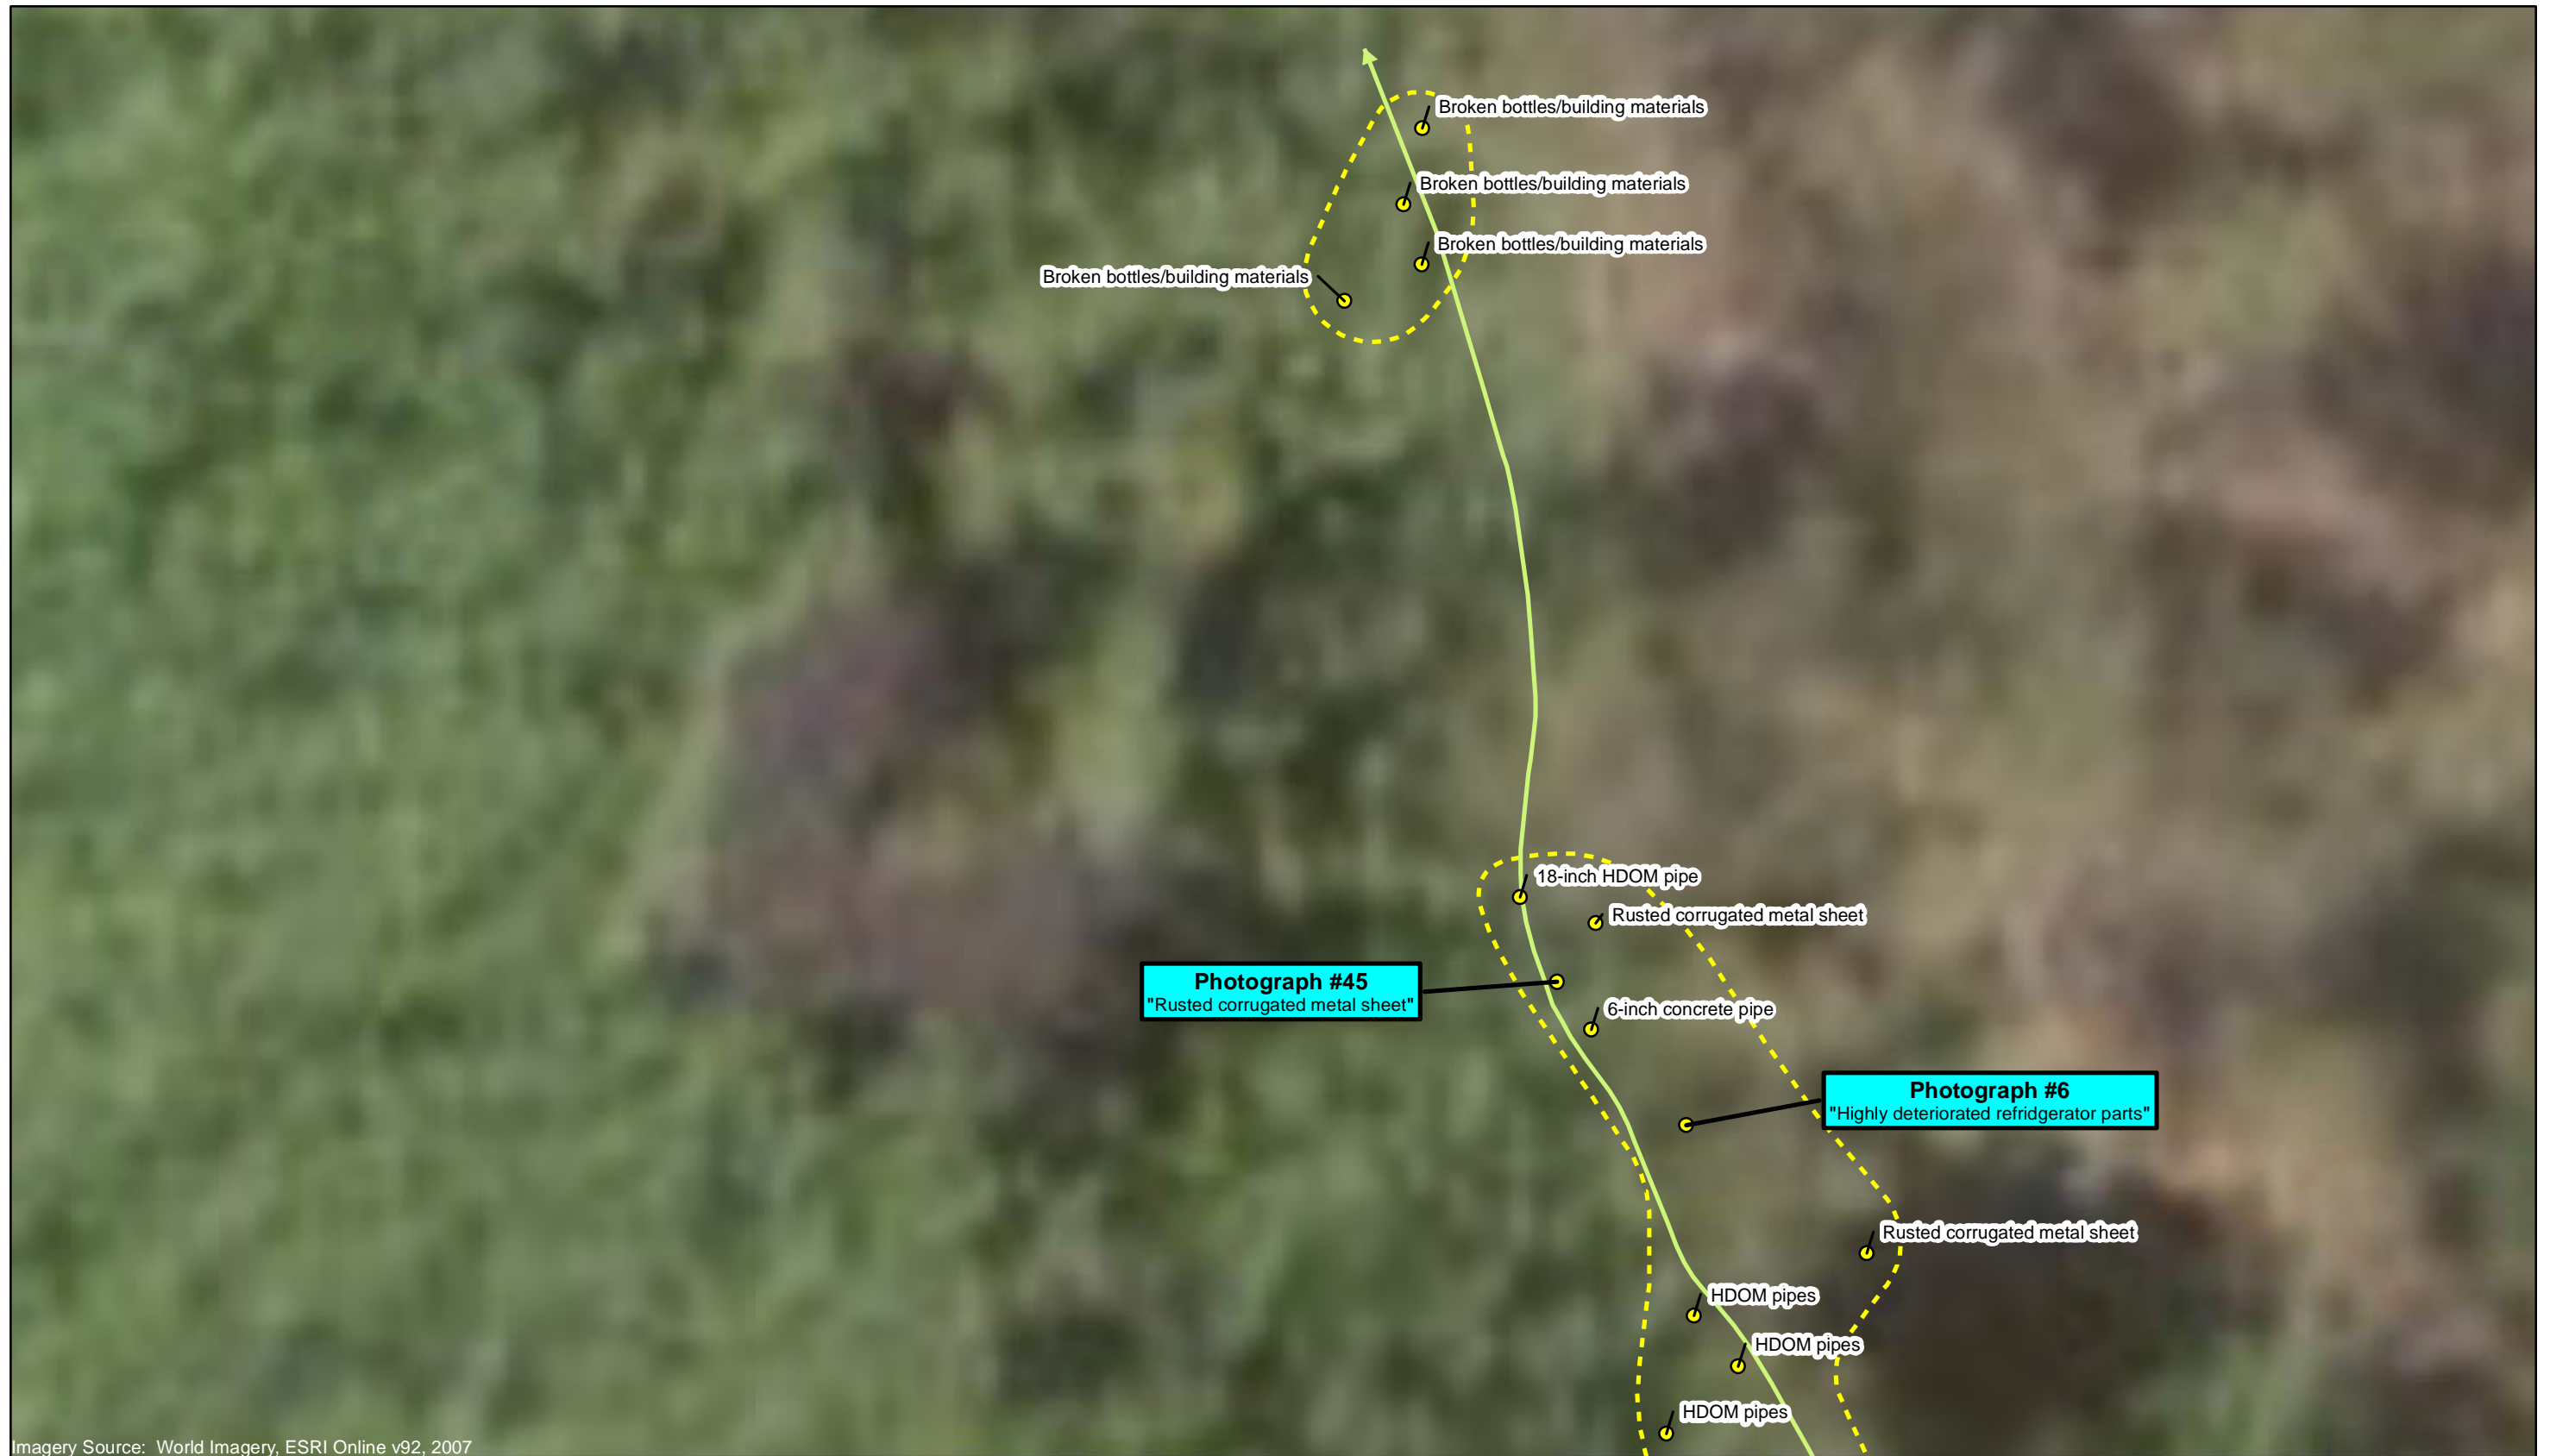 Broken bottles/building materials
Broken bottles/building materials
Broken bottles/building materials
Broken bottles/building materials
18-inch HDOM pipe
Rusted corrugated metal sheet
Photograph #45
"Rusted corrugated metal sheet"
6-inch concrete pipe
Photograph #6
"Highly deteriorated refridgerator parts"
Rusted corrugated metal sheet
HDOM pipes
HDOM pipes
HDOM pipes
Imagery Source: World Imagery, ESRI Online v92, 2007